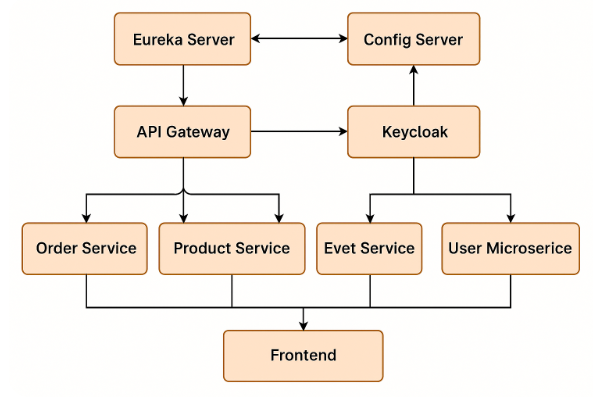 Eureka Server
Config Server
API Gateway
Keycloak
Order Service
Product Service
Evet Service
User Microserice
Frontend